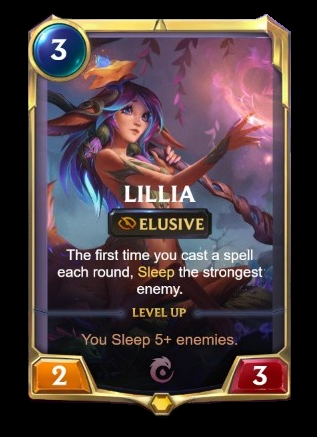 3
LILLIA
ELUSIVE
The first time you cast a spell
each round, Sleep the strongest
enemy.
LEVEL UP
You Sleep 5+ enemies.
2
3